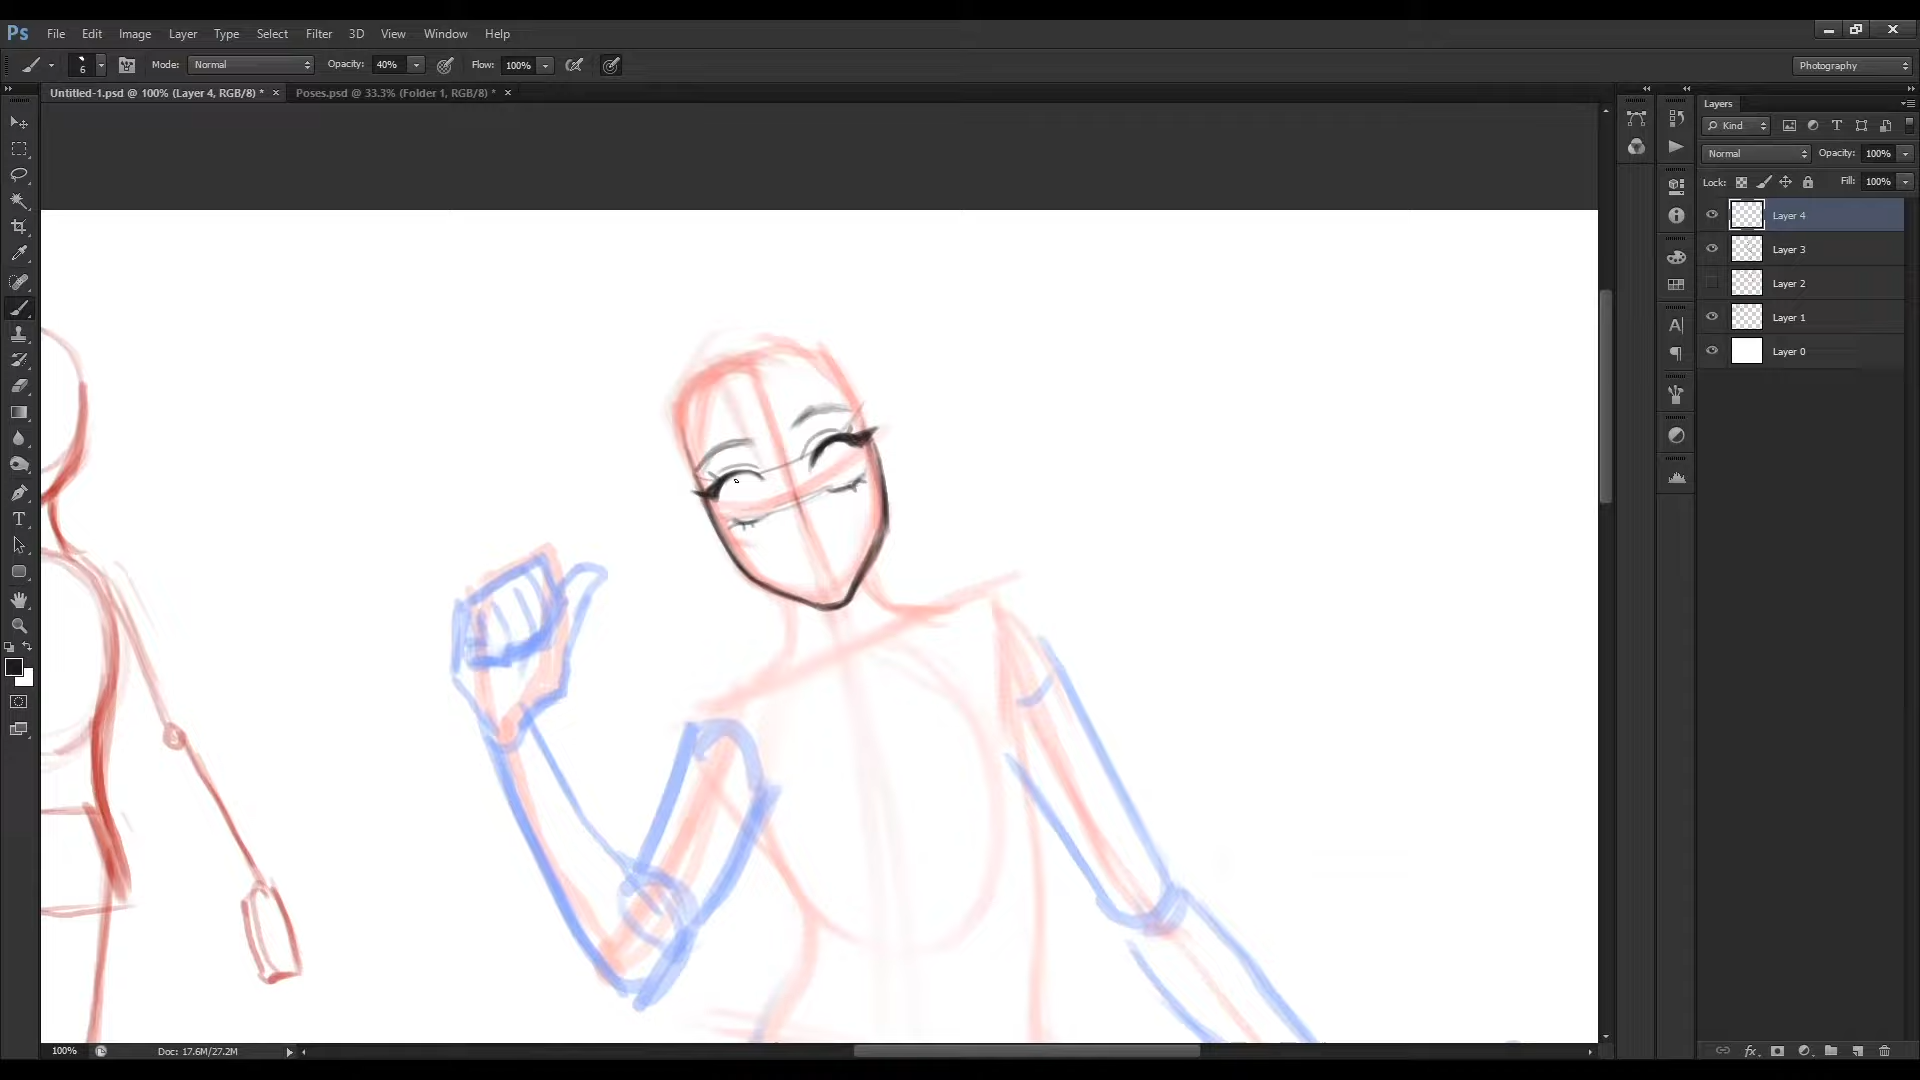 Ps File Edit Image Layer Type Select Filter 3D View Window Help
6 Mode: Normal Opacity: 40% Flow: 100% Photography
Untitled-1.psd @ 100% (Layer 4, RGB/8) * × Poses.psd @ 33.3% (Folder 1, RGB/8) * ×
Layers
Kind
Normal Opacity: 100%
Lock: Fill: 100%
Layer 4
Layer 3
Layer 2
Layer 1
Layer 0
100% Doc: 17.6M/27.2M